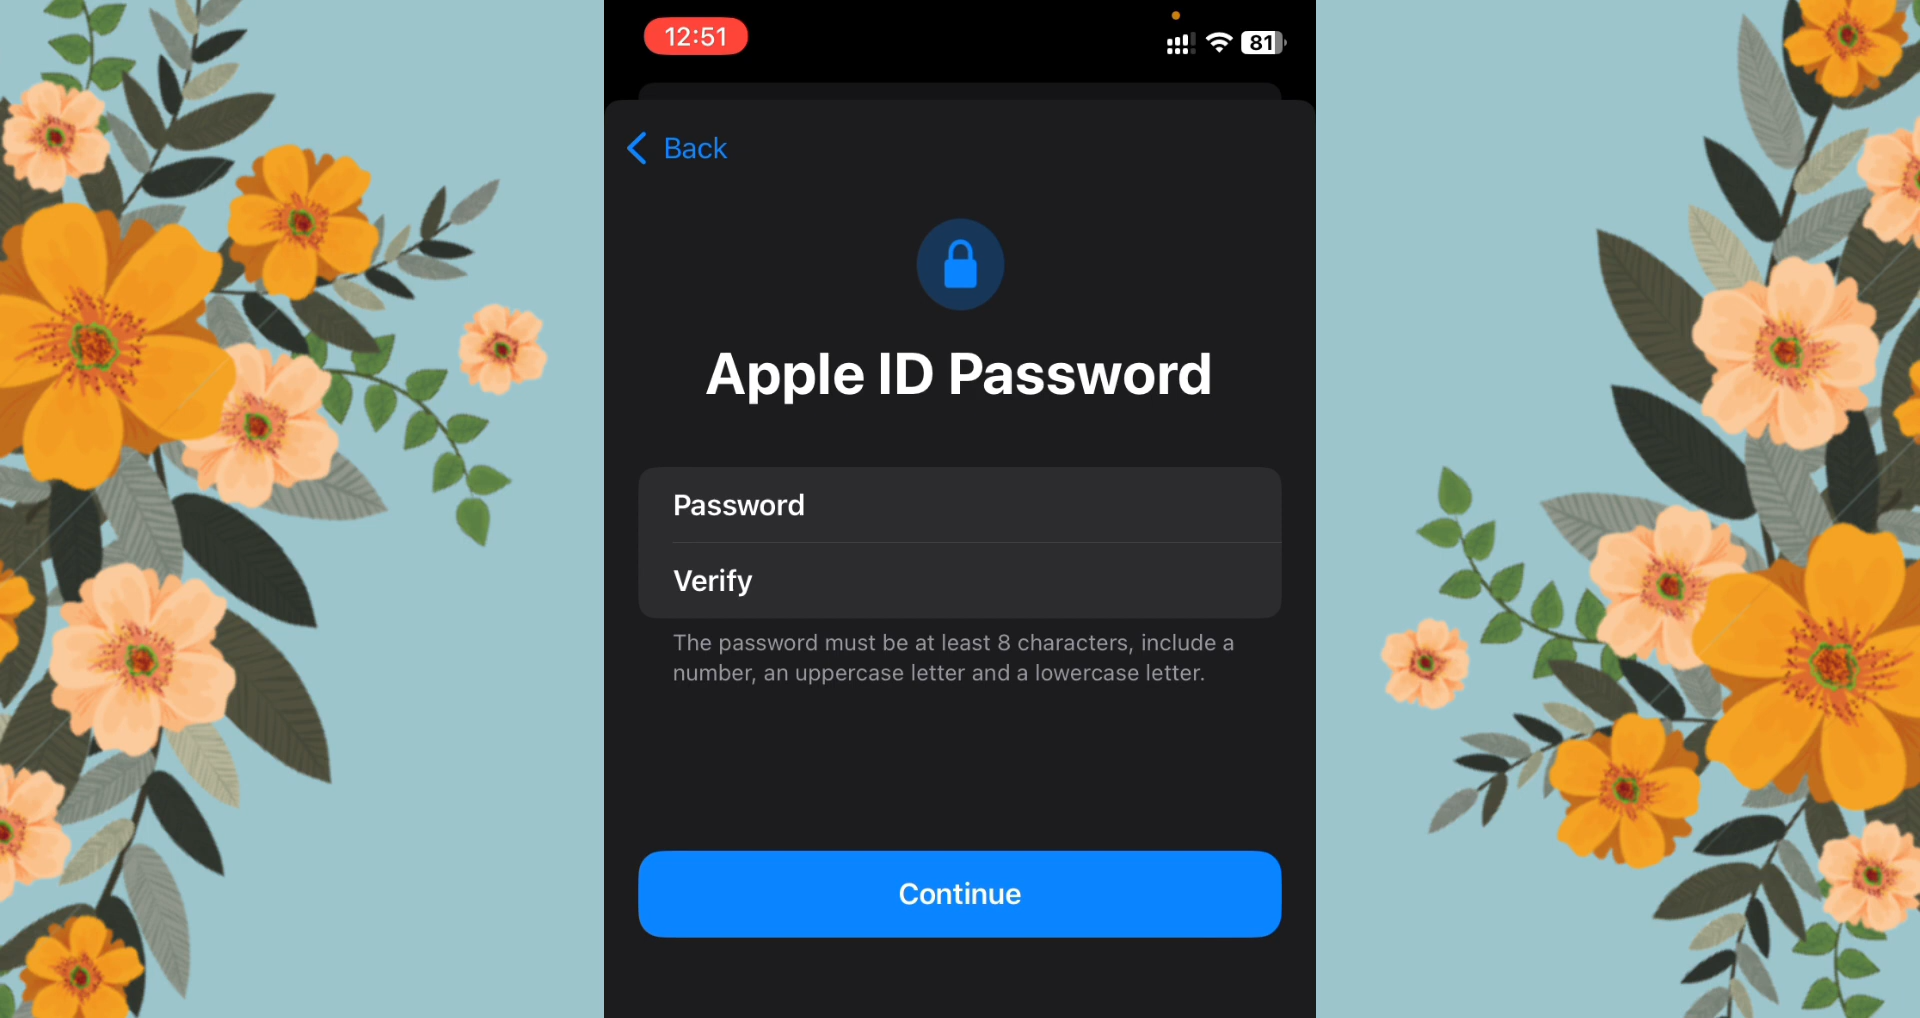 12:51
81
Back
Apple ID Password
Password
Verify
The password must be at least 8 characters, include a
number, an uppercase letter and a lowercase letter.
Continue